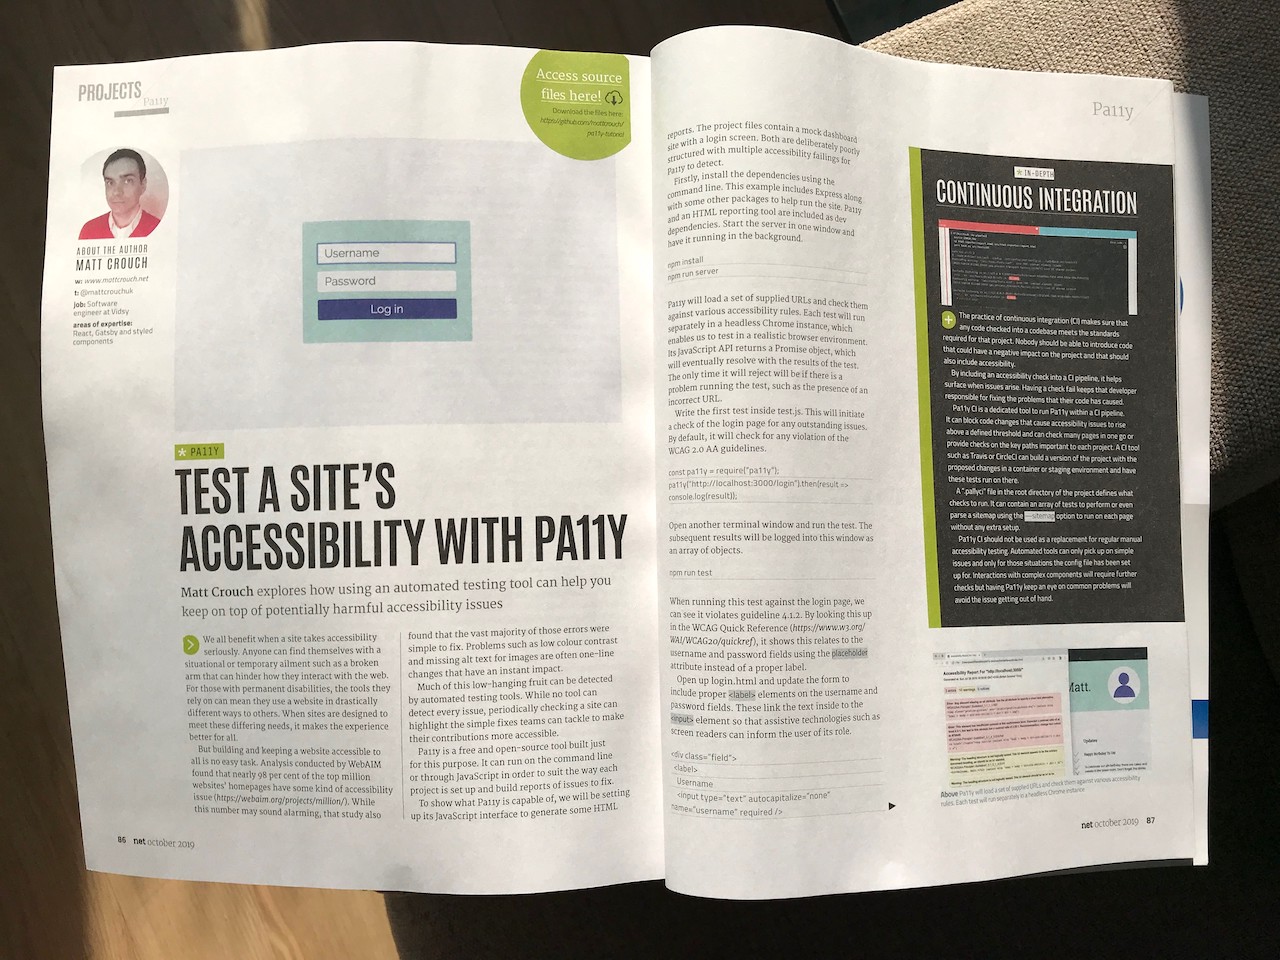 PROJECTS
Pa11y
Access source
files here!
Download the files here:
https://github.com/mattcrouch/
pa11y-tutorial
ABOUT THE AUTHOR
MATT CROUCH
w: www.mattcrouch.net
t: @mattcrouchuk
job: Software
engineer at Vidsy
areas of expertise:
React, Gatsby and styled
components
Username
Password
Log in
* PA11Y
TEST A SITE'S
ACCESSIBILITY WITH PA11Y
Matt Crouch explores how using an automated testing tool can help you
keep on top of potentially harmful accessibility issues
We all benefit when a site takes accessibility
seriously. Anyone can find themselves with a
situational or temporary ailment such as a broken
arm that can hinder how they interact with the web.
For those with permanent disabilities, the tools they
rely on can mean they use a website in drastically
different ways to others. When sites are designed to
meet these differing needs, it makes the experience
better for all.
But building and keeping a website accessible to
all is no easy task. Analysis conducted by WebAIM
found that nearly 98 per cent of the top million
websites' homepages have some kind of accessibility
issue (https://webaim.org/projects/million/). While
this number may sound alarming, that study also
found that the vast majority of those errors were
simple to fix. Problems such as low colour contrast
and missing alt text for images are often one-line
changes that have an instant impact.
Much of this low-hanging fruit can be detected
by automated testing tools. While no tool can
detect every issue, periodically checking a site can
highlight the simple fixes teams can tackle to make
their contributions more accessible.
Pa11y is a free and open-source tool built just
for this purpose. It can run on the command line
or through JavaScript in order to suit the way each
project is set up and build reports of issues to fix.
To show what Pa11y is capable of, we will be setting
up its JavaScript interface to generate some HTML
86 net october 2019
Pa11y
reports. The project files contain a mock dashboard
site with a login screen. Both are deliberately poorly
structured with multiple accessibility failings for
Pa11y to detect.
Firstly, install the dependencies using the
command line. This example includes Express along
with some other packages to help run the site. Pa11y
and an HTML reporting tool are included as dev
dependencies. Start the server in one window and
have it running in the background.
npm install
npm run server
Pa11y will load a set of supplied URLs and check them
against various accessibility rules. Each test will run
separately in a headless Chrome instance, which
enables us to test in a realistic browser environment.
Its JavaScript API returns a Promise object, which
will eventually resolve with the results of the test.
The only time it will reject will be if there is a
problem running the test, such as the presence of an
incorrect URL.
Write the first test inside test.js. This will initiate
a check of the login page for any outstanding issues.
By default, it will check for any violation of the
WCAG 2.0 AA guidelines.
const pa11y = require("pa11y");
pa11y("http://localhost:3000/login").then(result =>
console.log(result));
Open another terminal window and run the test. The
subsequent results will be logged into this window as
an array of objects.
npm run test
When running this test against the login page, we
can see it violates guideline 4.1.2. By looking this up
in the WCAG Quick Reference (https://www.w3.org/
WAI/WCAG20/quickref), it shows this relates to the
username and password fields using the placeholder
attribute instead of a proper label.
Open up login.html and update the form to
include proper <label> elements on the username and
password fields. These link the text inside to the
<input> element so that assistive technologies such as
screen readers can inform the user of its role.
<div class="field">
<label>
Username
<input type="text" autocapitalize="none"
name="username" required />
* IN-DEPTH
CONTINUOUS INTEGRATION
The practice of continuous integration (CI) makes sure that
any code checked into a codebase meets the standards
required for that project. Nobody should be able to introduce code
that could have a negative impact on the project and that should
also include accessibility.
By including an accessibility check into a CI pipeline, it helps
surface when issues arise. Having a check fail keeps that developer
responsible for fixing the problems that their code has caused.
Pa11y CI is a dedicated tool to run Pa11y within a CI pipeline.
It can block code changes that cause accessibility issues to rise
above a defined threshold and can check many pages in one go or
provide checks on the key paths important to each project. A CI tool
such as Travis or CircleCI can build a version of the project with the
proposed changes in a container or staging environment and have
these tests run on there.
A ".pa11yci" file in the root directory of the project defines what
checks to run. It can contain an array of tests to perform or even
parse a sitemap using the --sitemap option to run on each page
without any extra setup.
Pa11y CI should not be used as a replacement for regular manual
accessibility testing. Automated tools can only pick up on simple
issues and only for those situations the config file has been set
up for. Interactions with complex components will require further
checks but having Pa11y keep an eye on common problems will
avoid the issue getting out of hand.
Accessibility Report For "http://localhost:3000/"
Matt.
Updates
Above Pa11y will load a set of supplied URLs and check them against various accessibility
rules. Each test will run separately in a headless Chrome instance
net october 2019 87